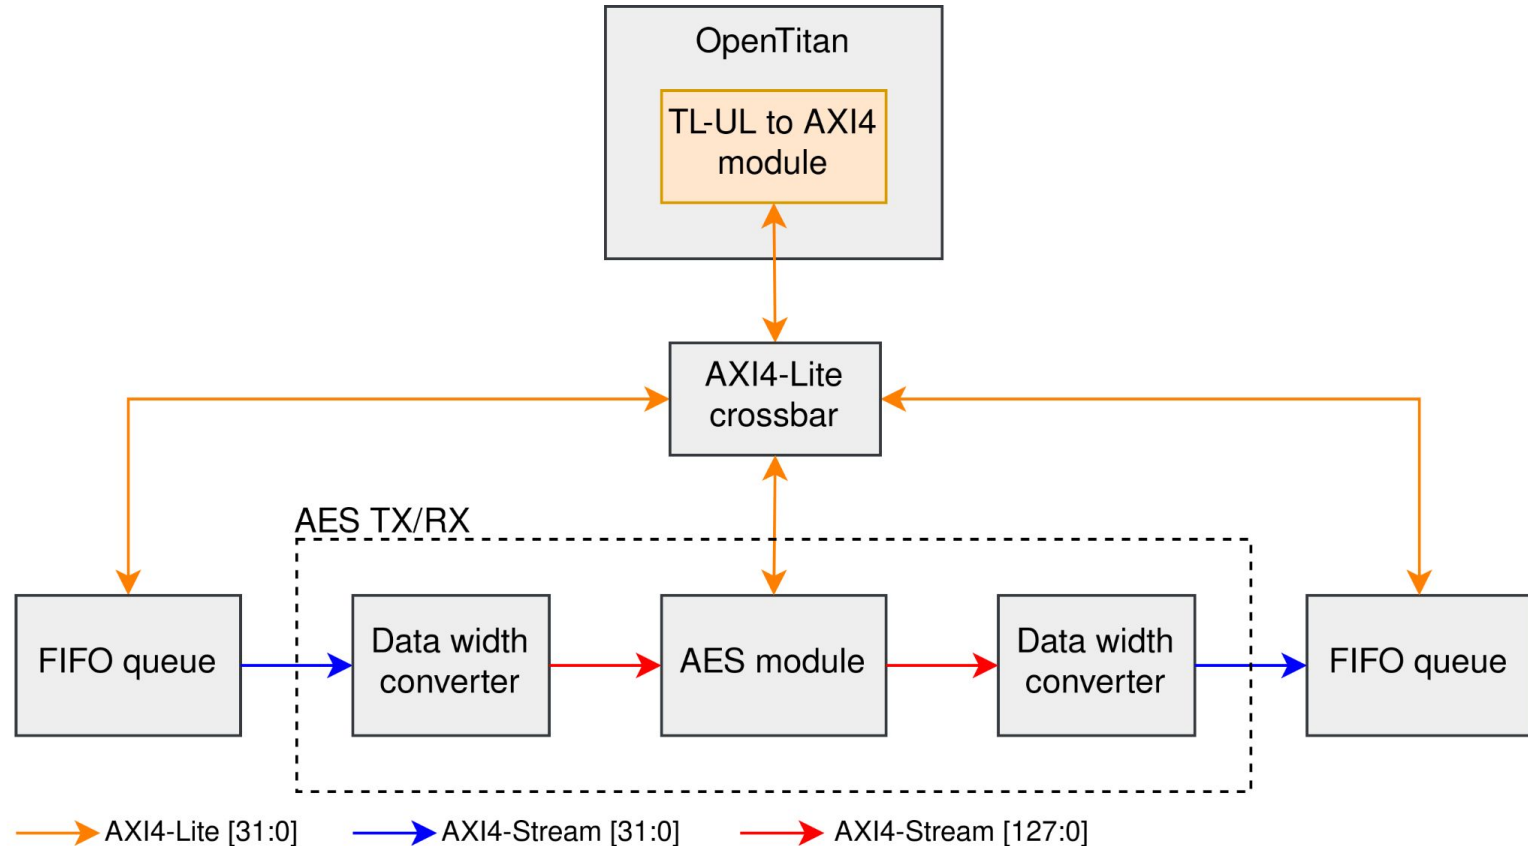 OpenTitan
TL-UL to AXI4
module
AXI4-Lite
crossbar
AES TX/RX
FIFO queue
Data width
converter
AES module
Data width
converter
FIFO queue
AXI4-Lite [31:0]
AXI4-Stream [31:0]
AXI4-Stream [127:0]